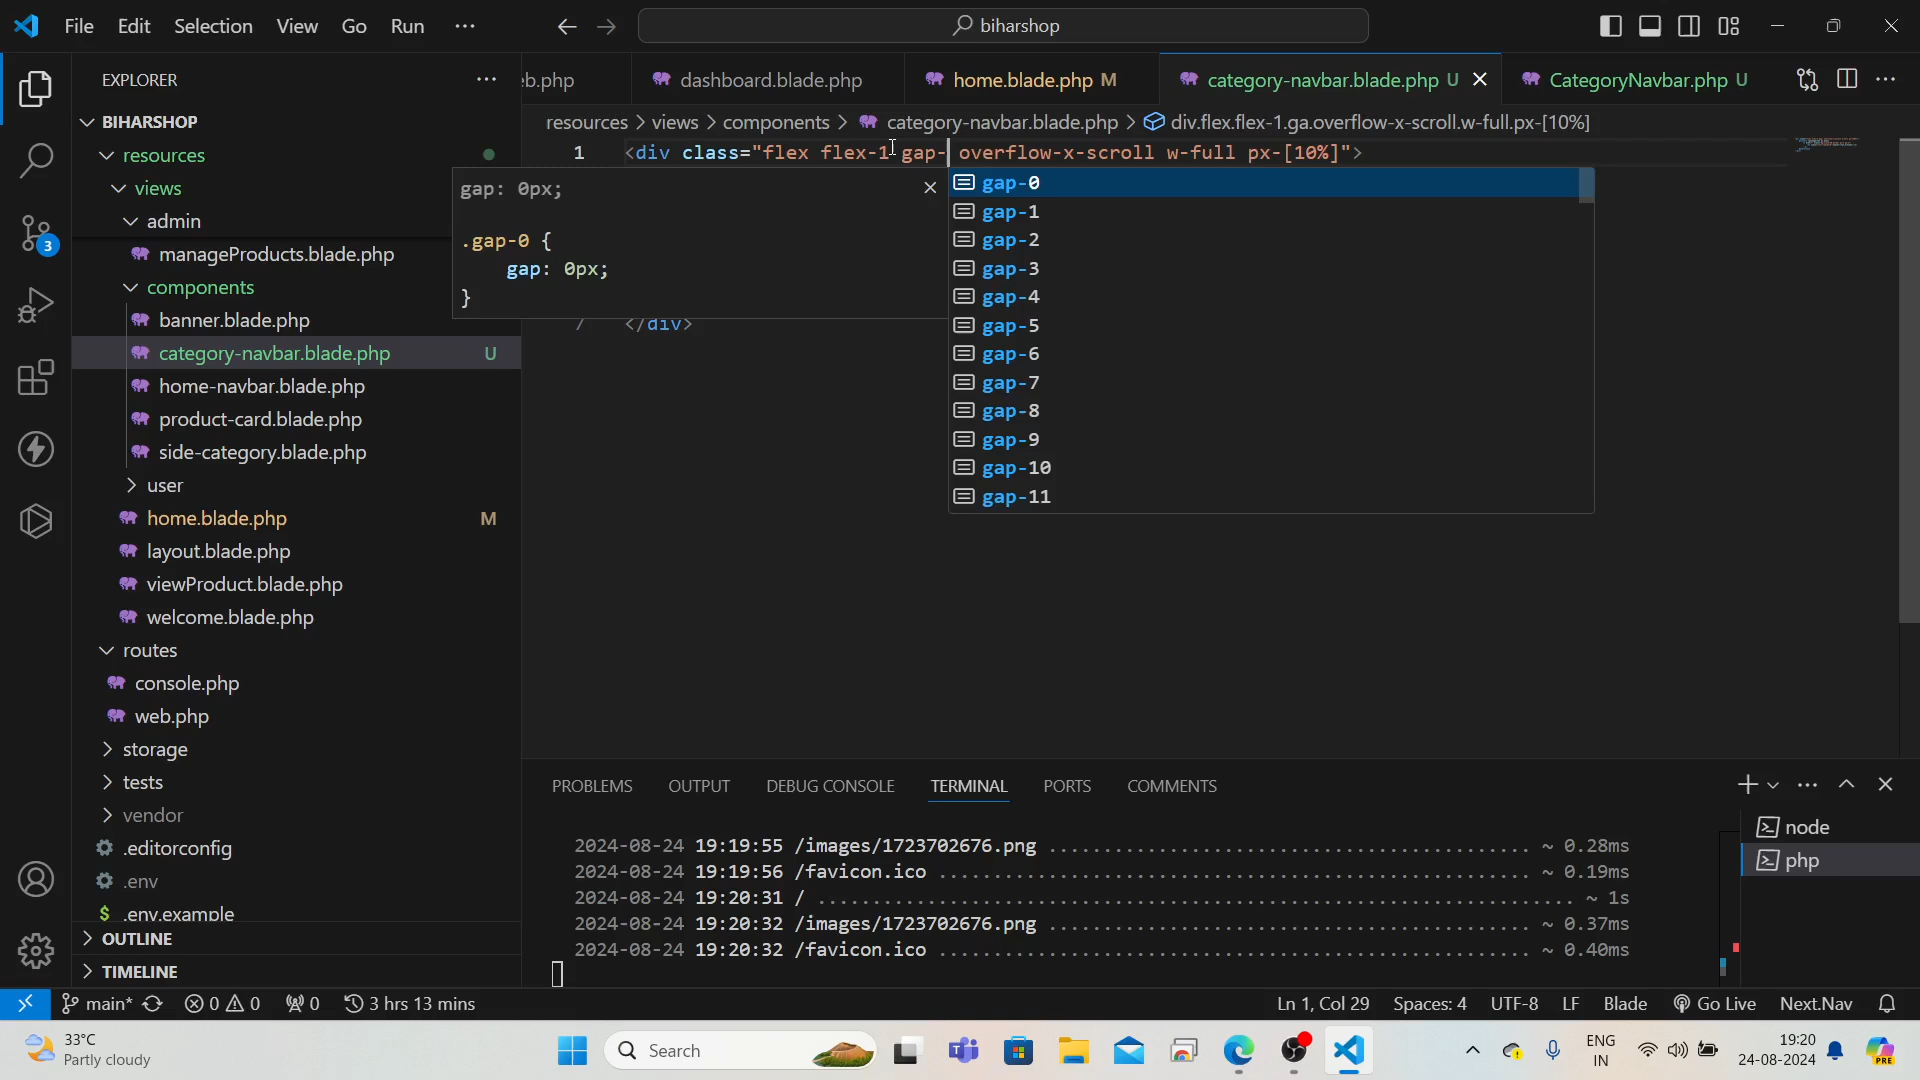 File Edit Selection View Go Run ···
biharshop
EXPLORER
BIHARSHOP
resources
views
admin
manageProducts.blade.php
components
banner.blade.php
category-navbar.blade.php U
home-navbar.blade.php
product-card.blade.php
side-category.blade.php
user
home.blade.php M
layout.blade.php
viewProduct.blade.php
welcome.blade.php
routes
console.php
web.php
storage
tests
vendor
.editorconfig
.env
.env.example
OUTLINE
TIMELINE
3
eb.php dashboard.blade.php home.blade.php M category-navbar.blade.php U CategoryNavbar.php U
resources > views > components > category-navbar.blade.php > div.flex.flex-1.ga.overflow-x-scroll.w-full.px-[10%]
1 <div class="flex flex-1 gap- overflow-x-scroll w-full px-[10%]">
gap: 0px;
.gap-0 {
gap: 0px;
}
7 </div>
gap-0
gap-1
gap-2
gap-3
gap-4
gap-5
gap-6
gap-7
gap-8
gap-9
gap-10
gap-11
PROBLEMS OUTPUT DEBUG CONSOLE TERMINAL PORTS COMMENTS
2024-08-24 19:19:55 /images/1723702676.png ........................................ ~ 0.28ms
2024-08-24 19:19:56 /favicon.ico ................................................. ~ 0.19ms
2024-08-24 19:20:31 / ............................................................... ~ 1s
2024-08-24 19:20:32 /images/1723702676.png ........................................ ~ 0.37ms
2024-08-24 19:20:32 /favicon.ico ................................................. ~ 0.40ms
node
php
main* 0 0 0 3 hrs 13 mins Ln 1, Col 29 Spaces: 4 UTF-8 LF Blade Go Live Next.Nav
33°C
Partly cloudy
Search
ENG
IN
19:20
24-08-2024
PRE